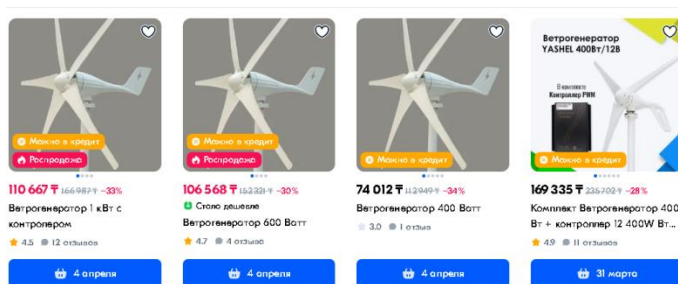 Можно в кредит
Распродажа
110 667 ₸ 166 987 ₸ -33%
Ветрогенератор 1 кВт с
контролером
4.5 12 отзывов
4 апреля
Можно в кредит
Распродажа
106 568 ₸ 152 321 ₸ -30%
Стало дешевле
Ветрогенератор 600 Ватт
4.7 4 отзыва
4 апреля
Можно в кредит
74 012 ₸ 112 949 ₸ -34%
Ветрогенератор 400 Ватт
3.0 1 отзыв
4 апреля
Ветрогенератор
YASHEL 400Вт/12В
В комплекте
Контроллер PWM
Можно в кредит
169 335 ₸ 235 702 ₸ -28%
Комплект Ветрогенератор 400
Вт + контроллер 12 400W Вт...
4.9 11 отзывов
31 марта